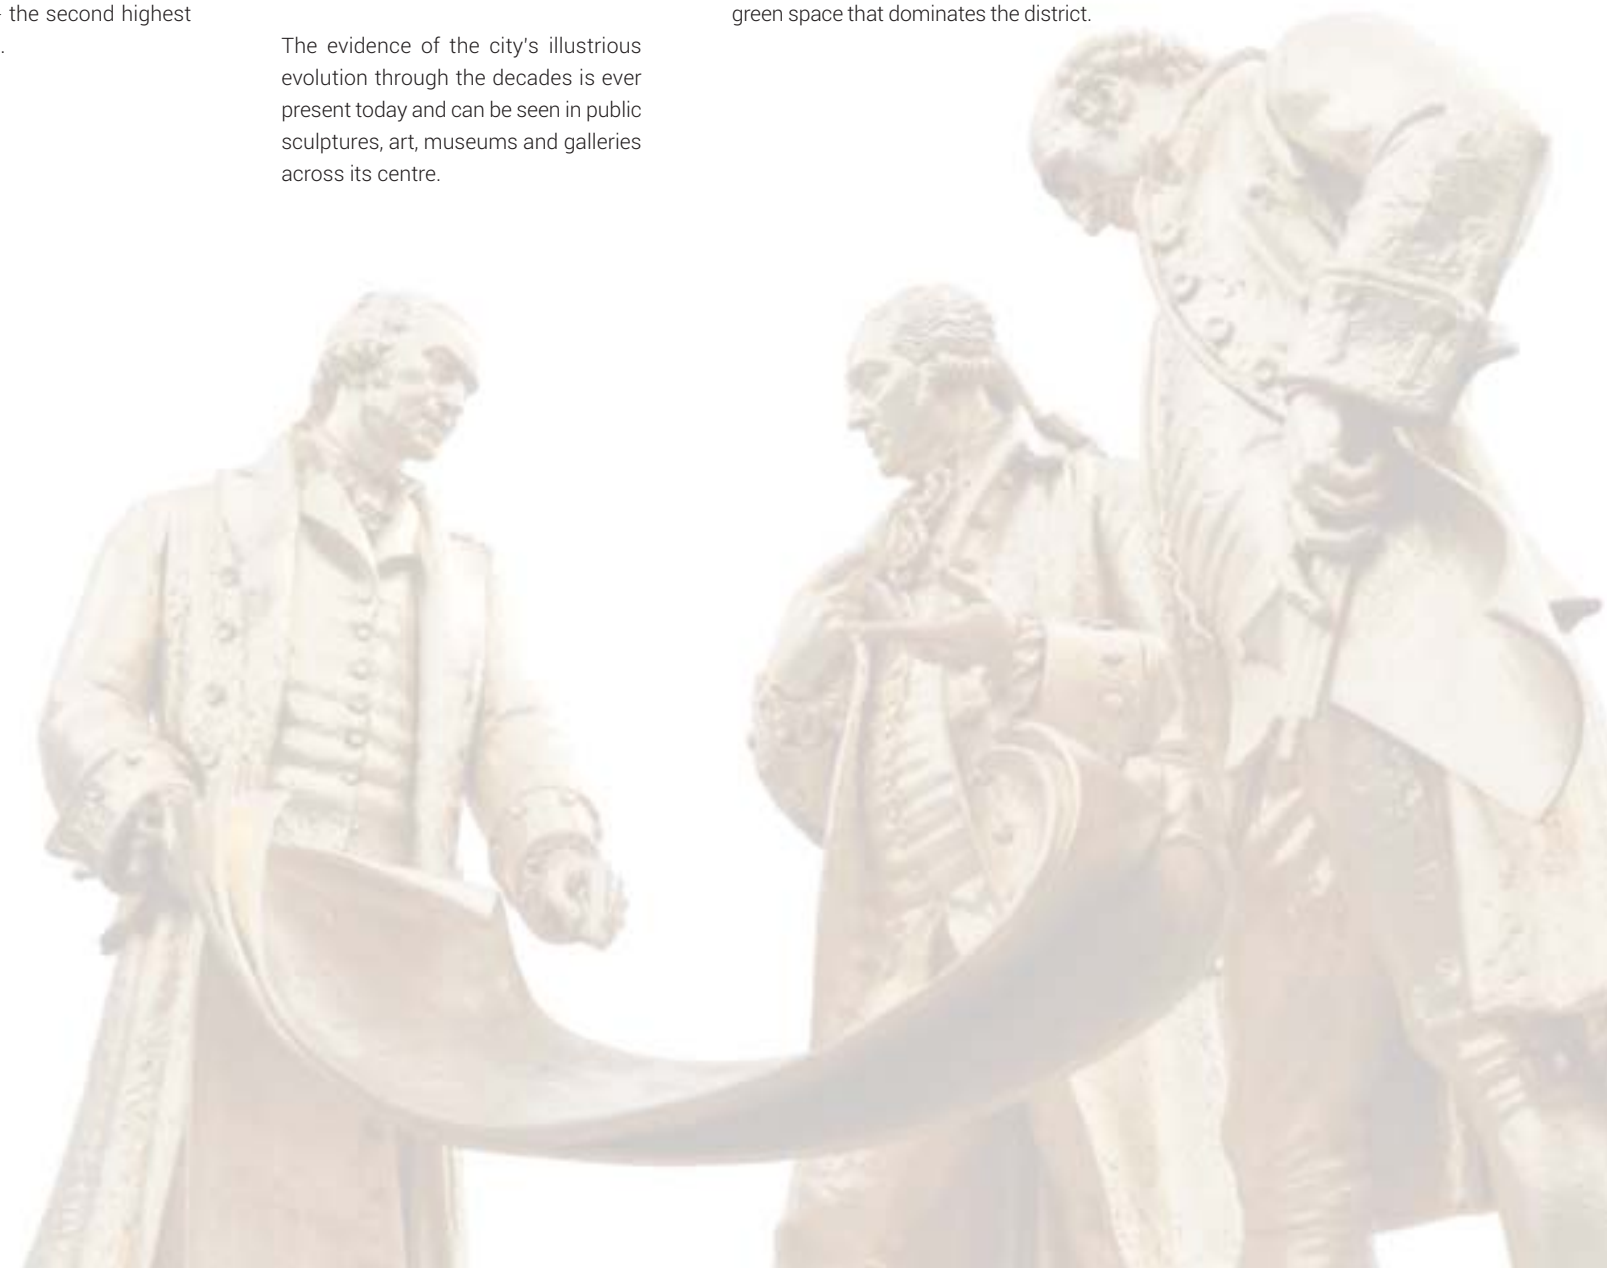 - the second highest
.
The evidence of the city's illustrious
evolution through the decades is ever
present today and can be seen in public
sculptures, art, museums and galleries
across its centre.
green space that dominates the district.